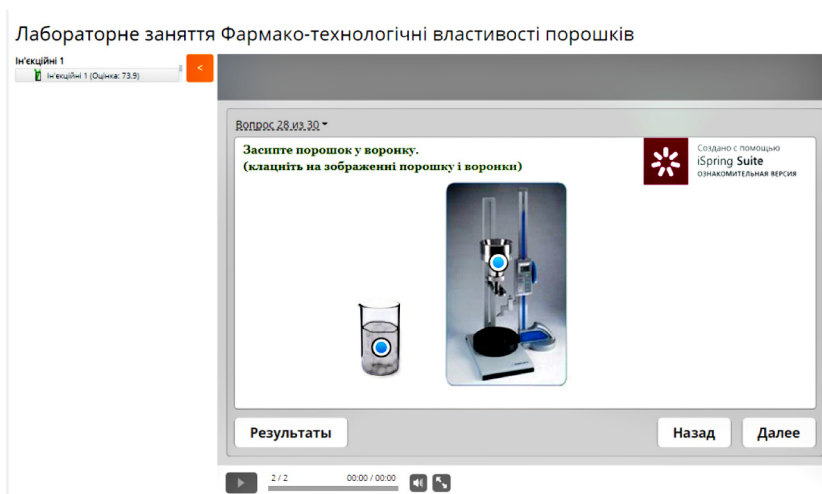 Лабораторне заняття Фармако-технологічні властивості порошків
Ін'єкційні 1
Ін'єкційні 1 (Оцінка: 73.9)
<
Вопрос 28 из 30
Засипте порошок у воронку.
(клацніть на зображенні порошку і воронки)
Создано с помощью
iSpring Suite
ОЗНАКОМИТЕЛЬНАЯ ВЕРСИЯ
Результаты
Назад
Далее
2 / 2
00:00 / 00:00